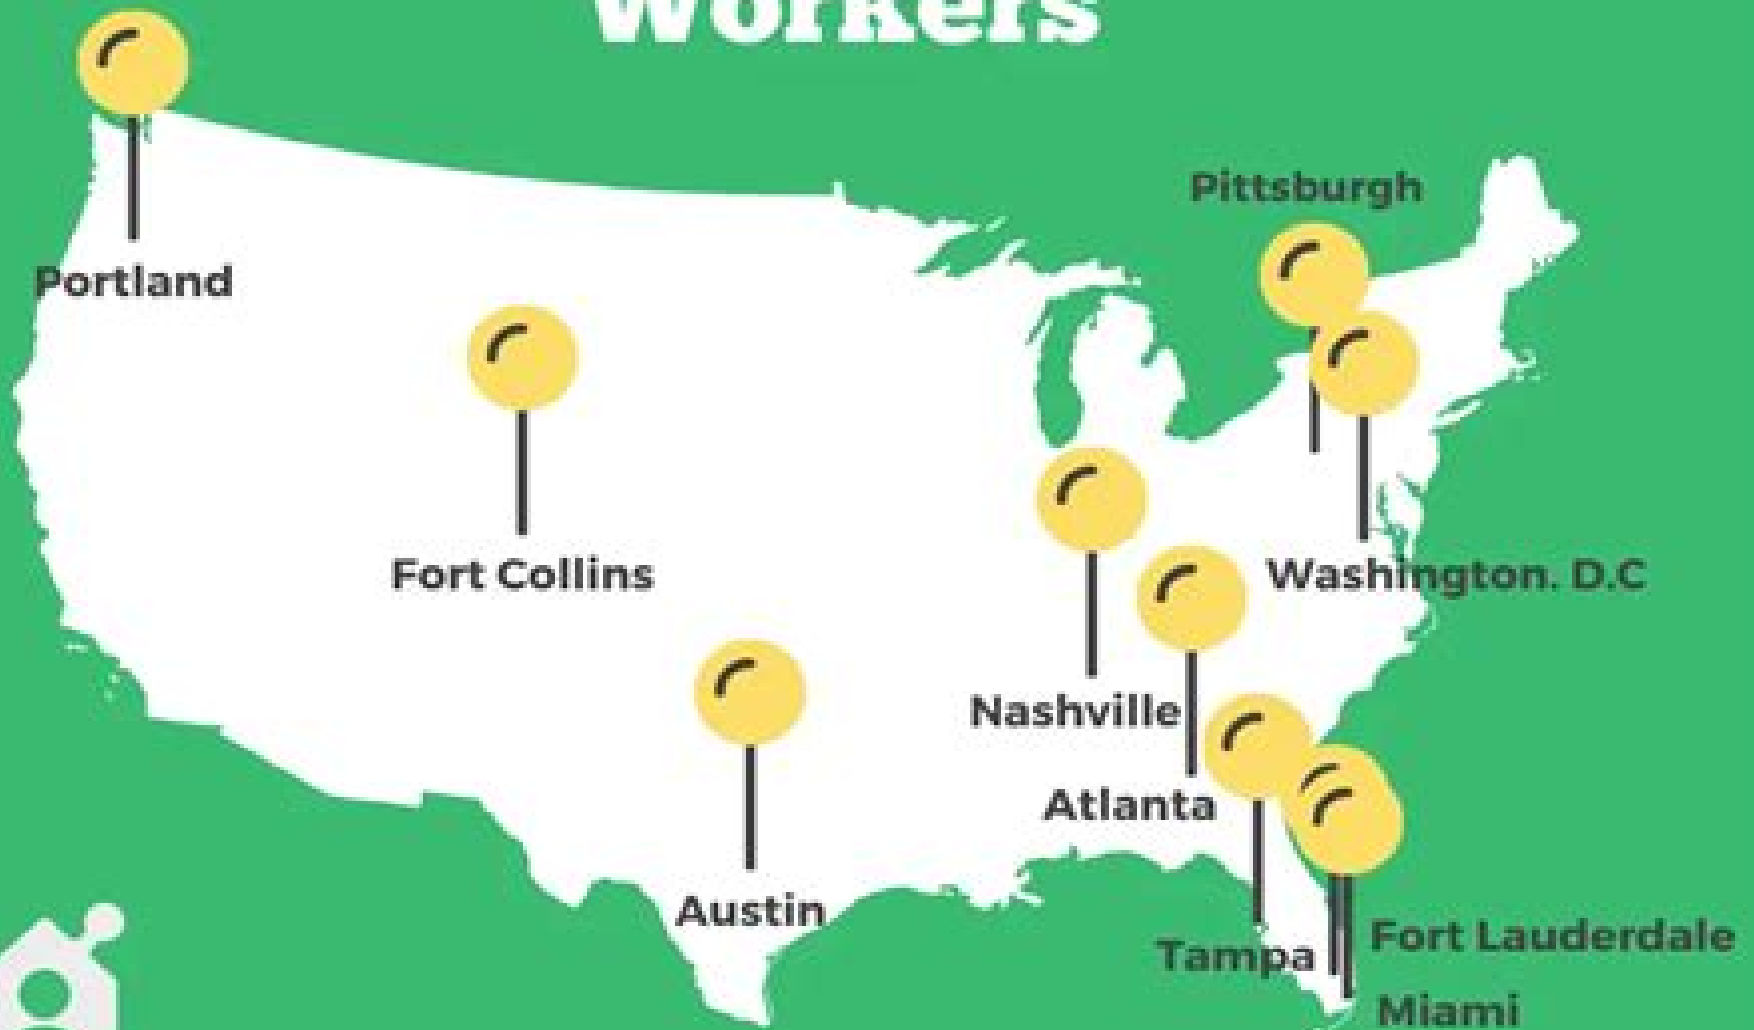 Workers
Pittsburgh
Portland
Fort Collins
Washington. D.C
Nashville
Atlanta
Austin
Fort Lauderdale
Tampa
Miami